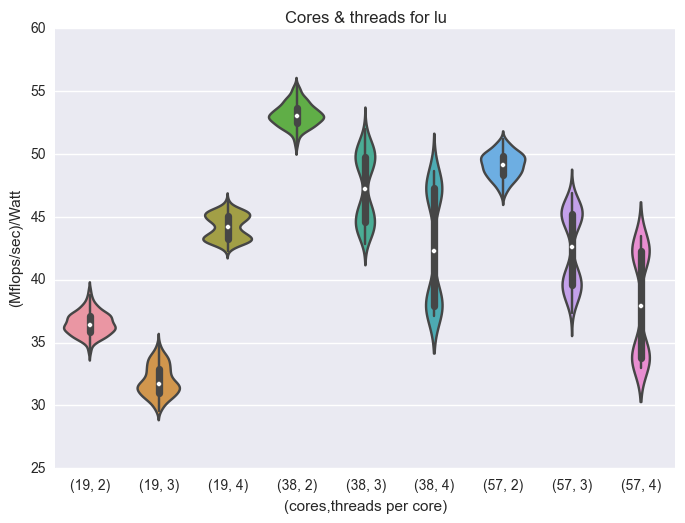 Cores & threads for lu
60
55
50
45
40
35
30
25
(Mflops/sec)/Watt
(19, 2) (19, 3) (19, 4) (38, 2) (38, 3) (38, 4) (57, 2) (57, 3) (57, 4)
(cores,threads per core)